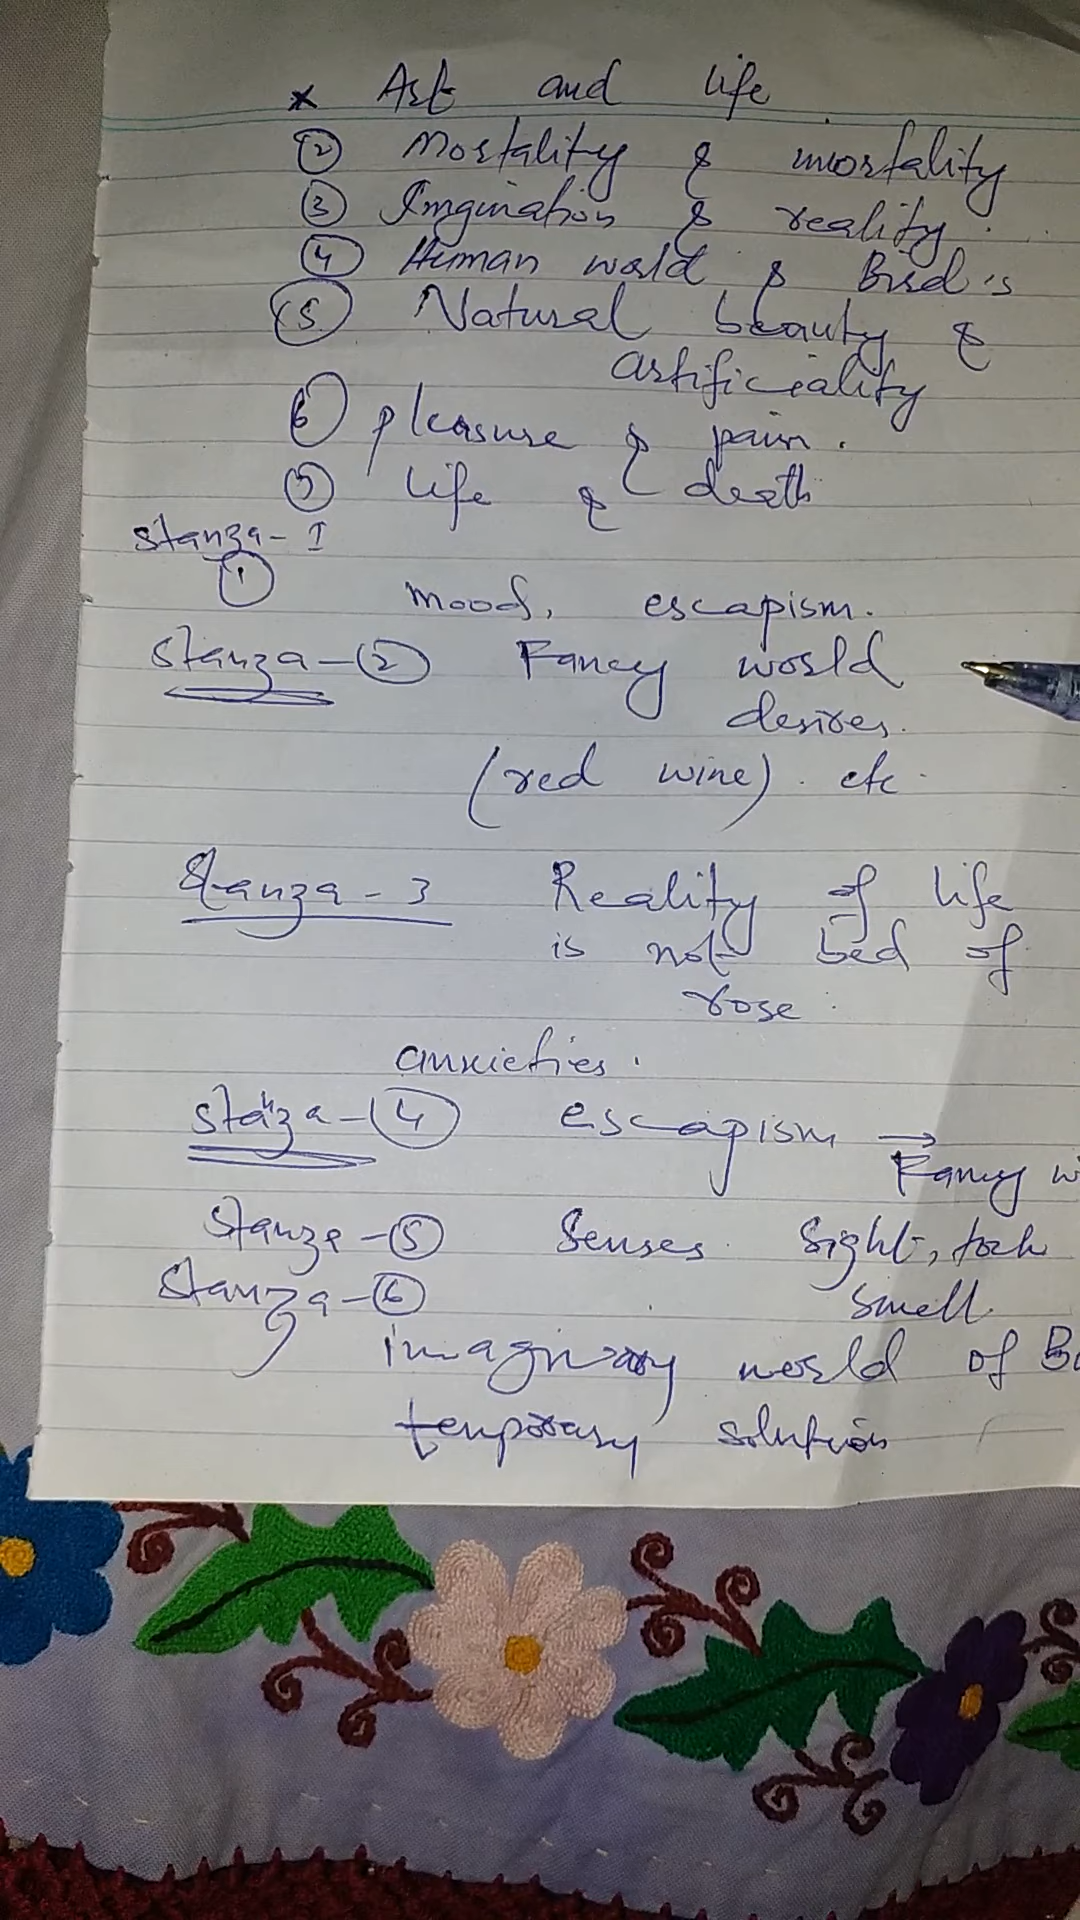 * Art and life
② Mortality & immortality
③ Imgination & reality.
④ Human world & Bird's
⑤ Natural beauty &
artificiality
⑥ pleasure & pain.
⑦ life & death
stanza-I
① mood, escapism.
stanza-② Fancy world
desires.
(red wine). etc.
stanza-3 Reality of life
is not bed of
rose.
anxieties.
stanza-④ escapism →
Fancy w
stanza-⑤ Senses. Sight,
stanza-⑥ smell.
imaginary world of
temporary solution